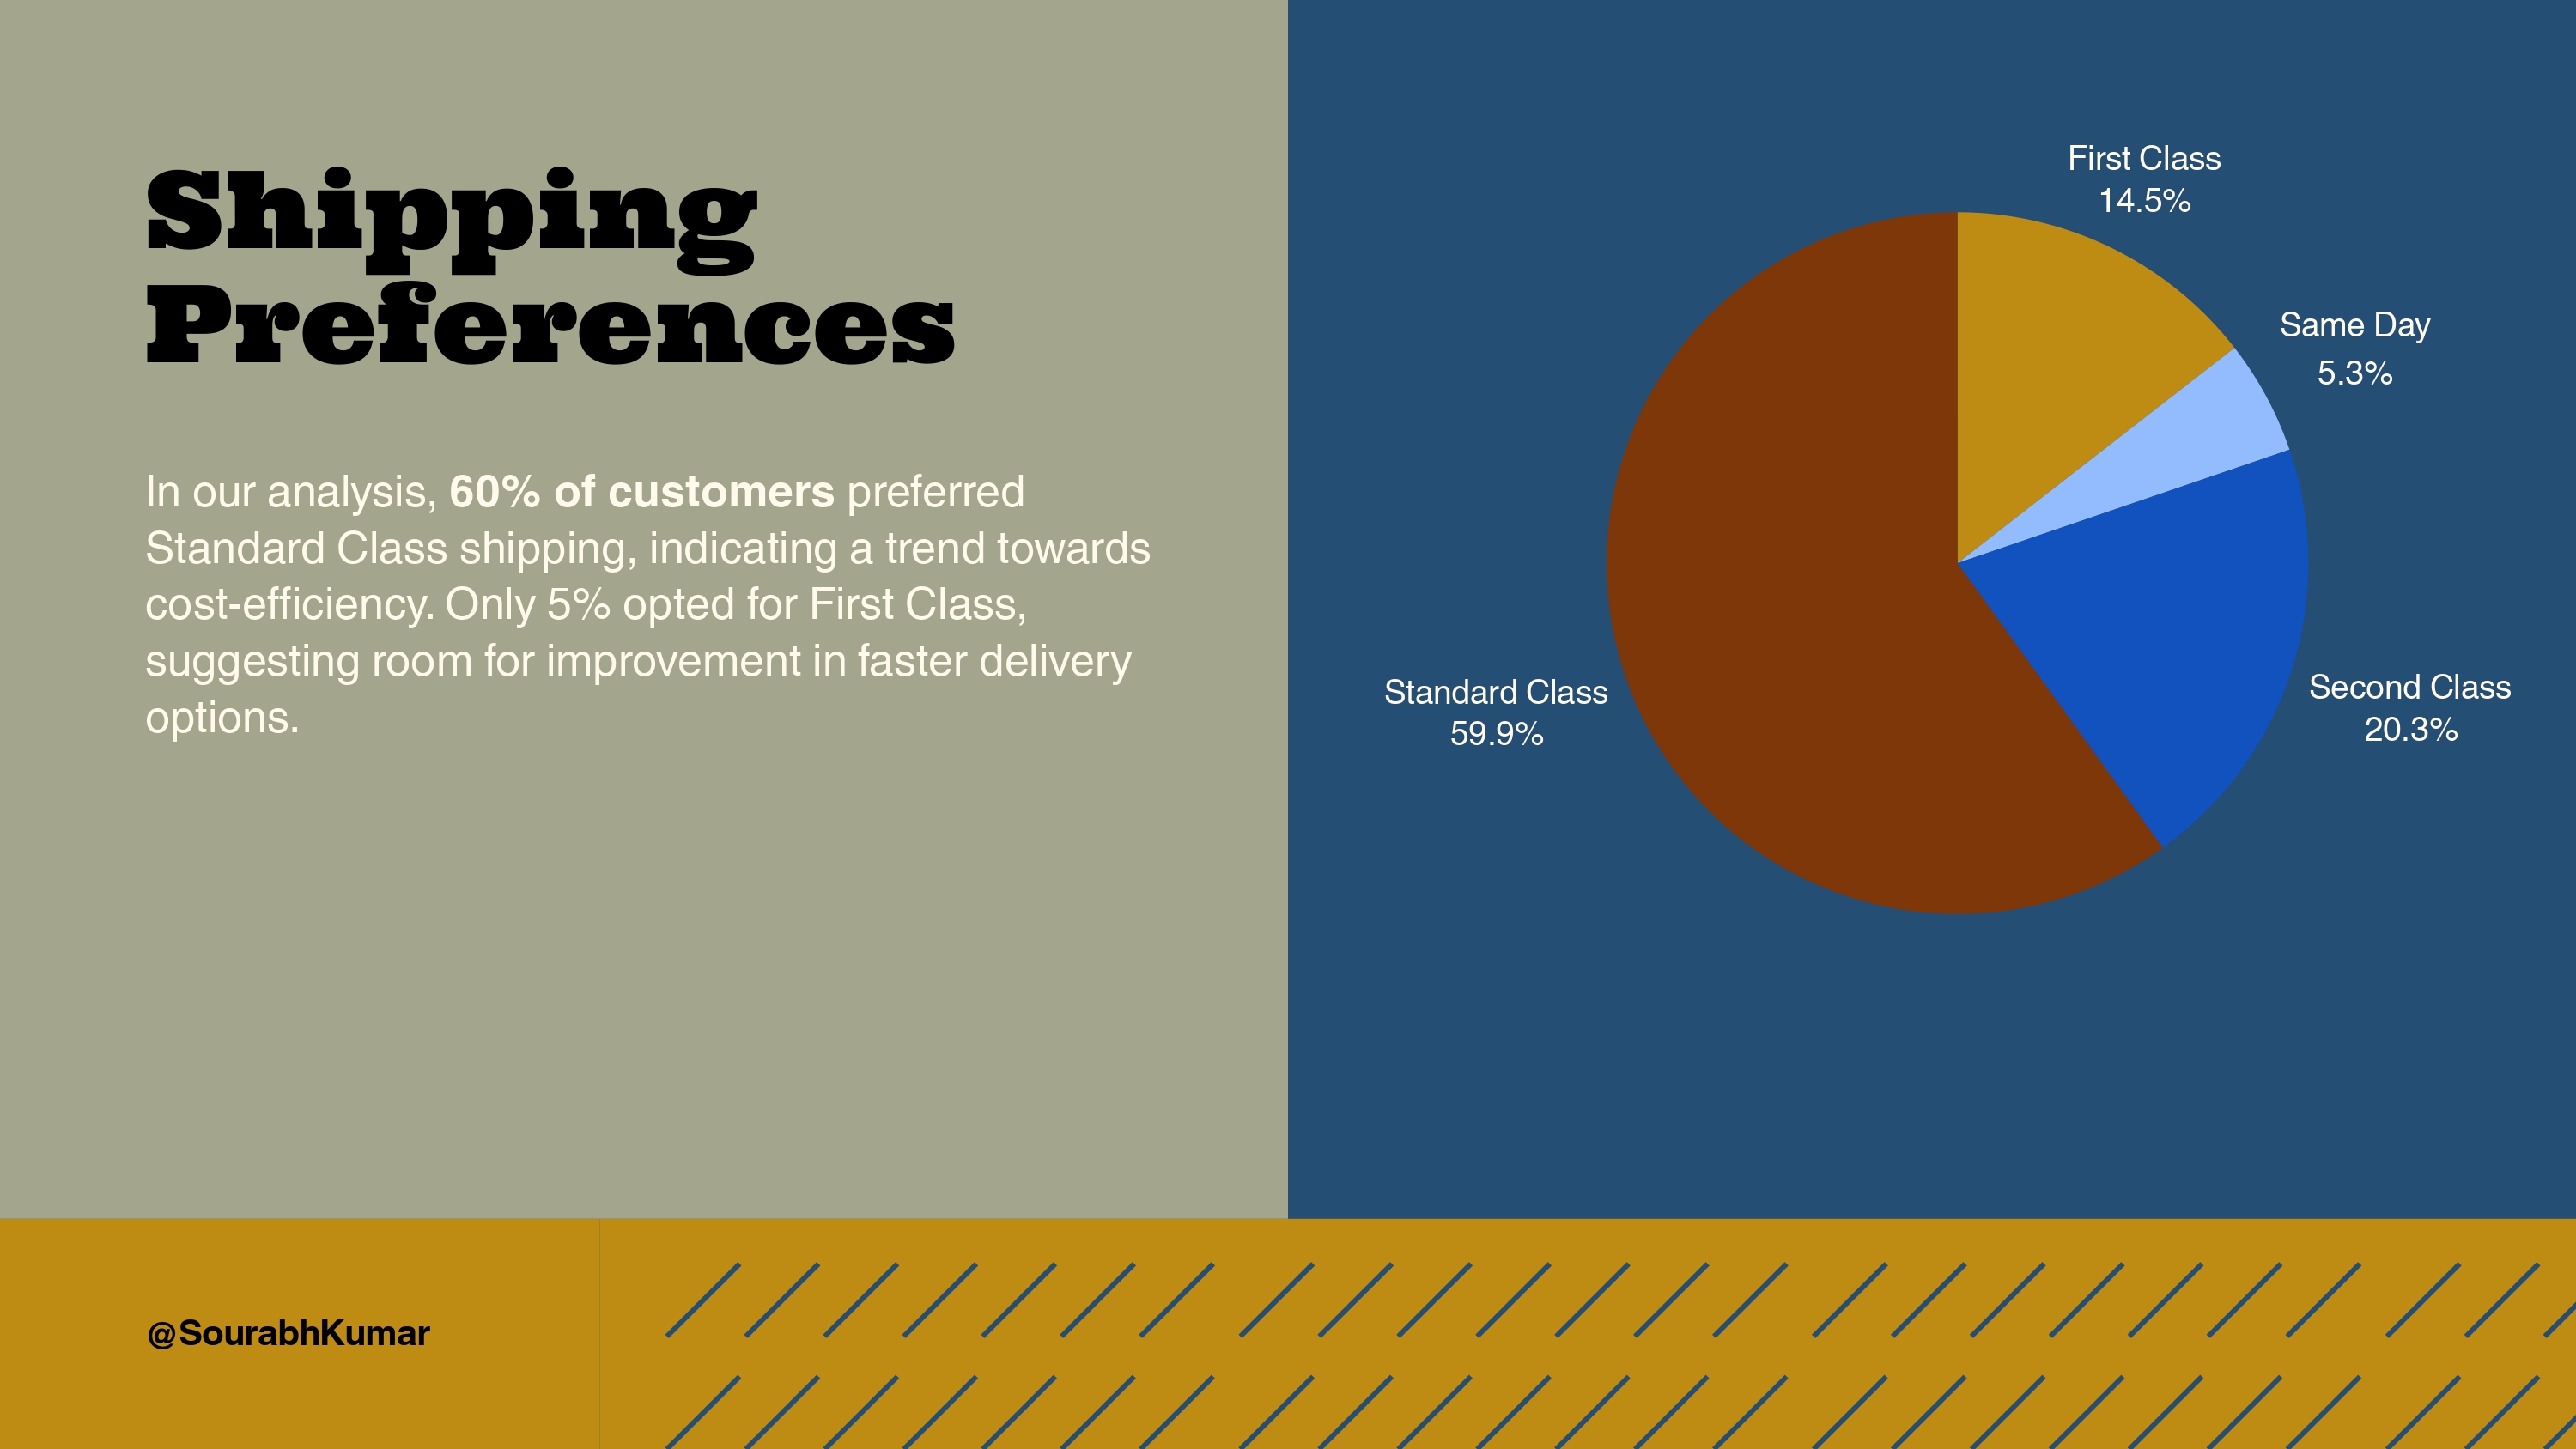 Shipping
Preferences
In our analysis, 60% of customers preferred
Standard Class shipping, indicating a trend towards
cost-efficiency. Only 5% opted for First Class,
suggesting room for improvement in faster delivery
options.
First Class
14.5%
Same Day
5.3%
Second Class
20.3%
Standard Class
59.9%
@SourabhKumar